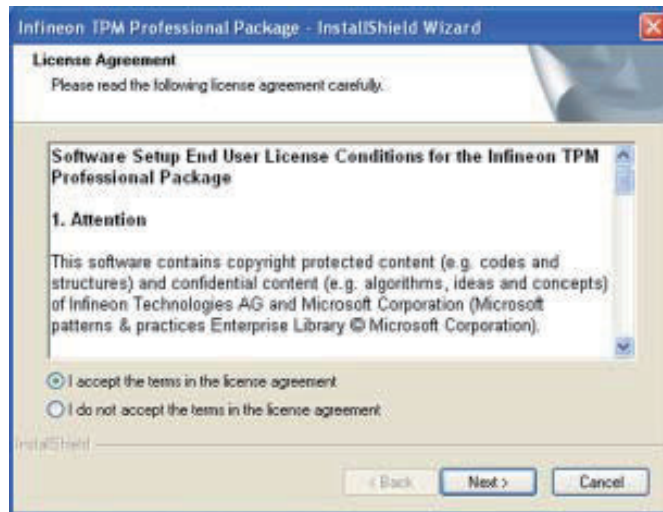 Infineon TPM Professional Package - InstallShield Wizard
License Agreement
Please read the following license agreement carefully.
Software Setup End User License Conditions for the Infineon TPM
Professional Package
1. Attention
This software contains copyright protected content (e.g. codes and
structures) and confidential content (e.g. algorithms, ideas and concepts)
of Infineon Technologies AG and Microsoft Corporation (Microsoft
patterns & practices Enterprise Library © Microsoft Corporation).
I accept the terms in the license agreement
I do not accept the terms in the license agreement
InstallShield
< Back
Next >
Cancel